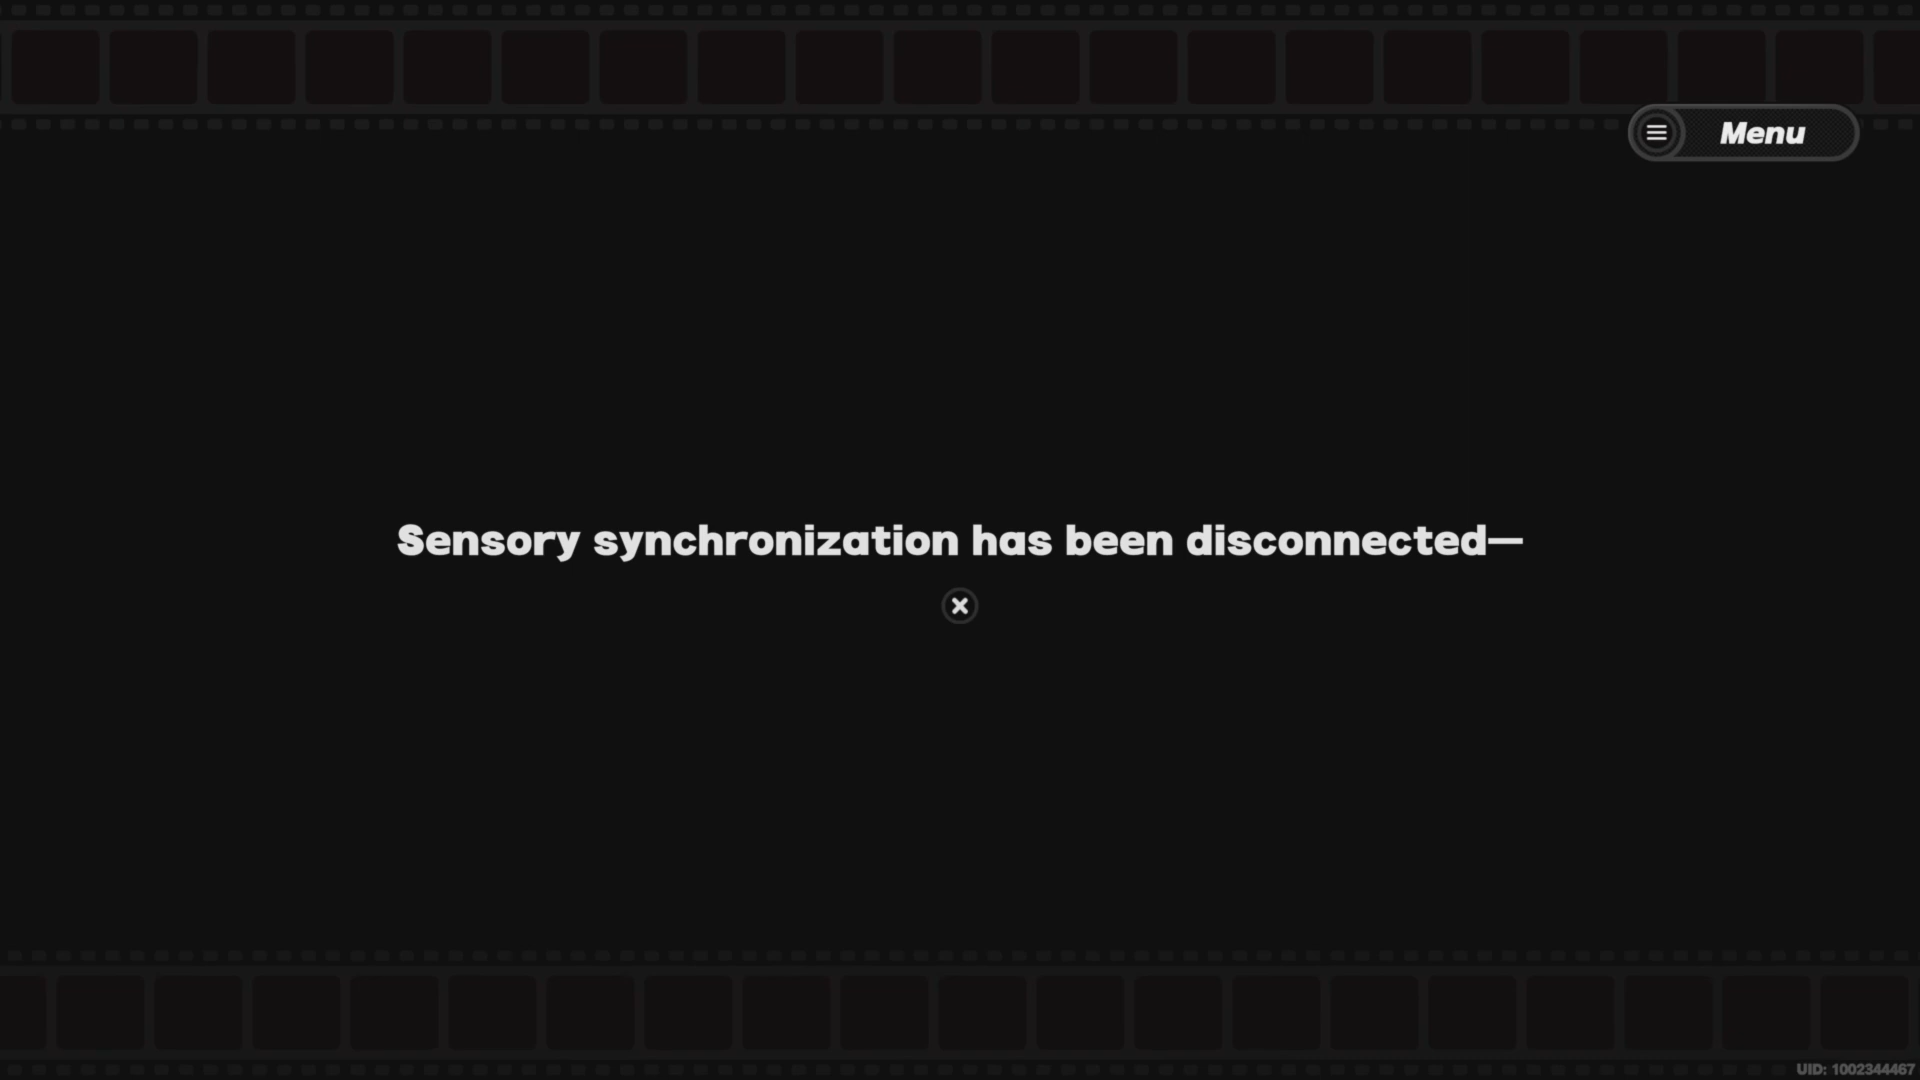 Menu
Sensory synchronization has been disconnected—
UID: 1002344467